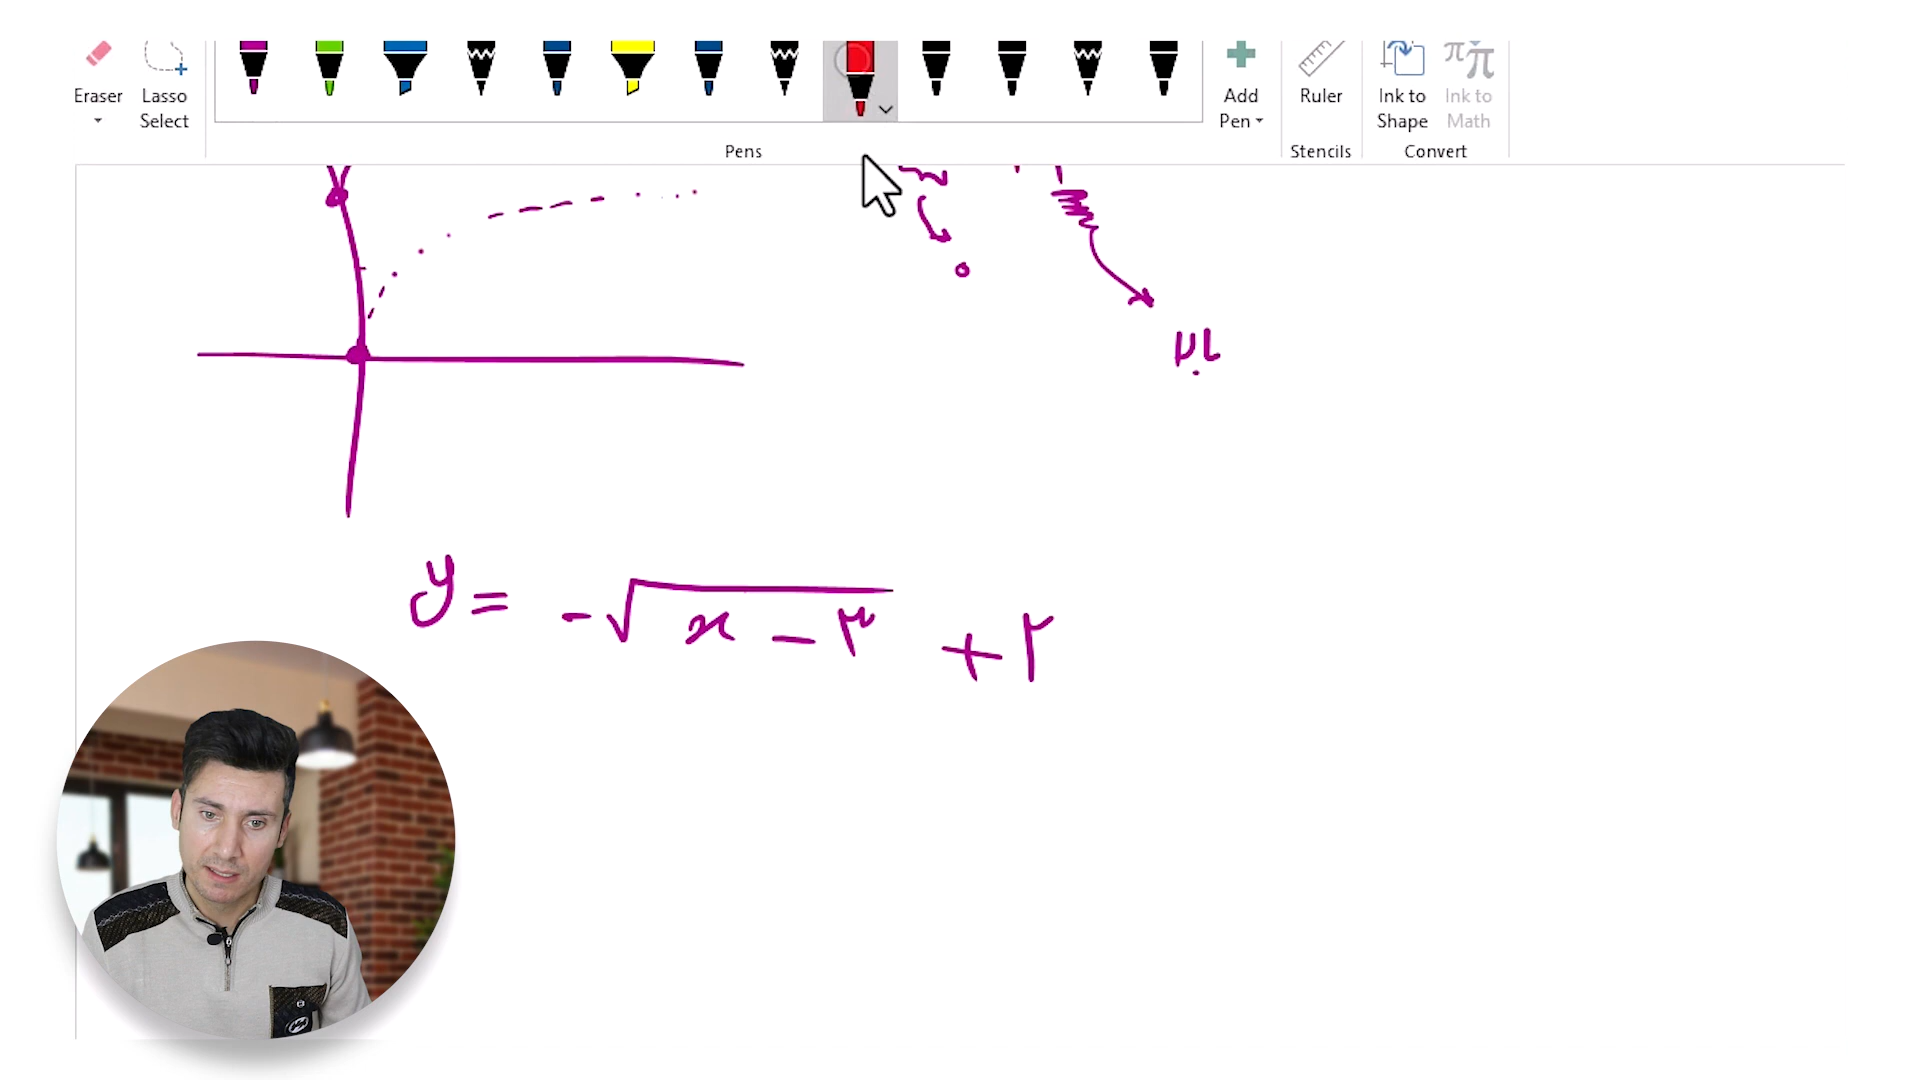 Eraser
Lasso Select
Add Pen
Ruler
Ink to Shape
Ink to Math
Pens
Stencils
Convert
y = -√(x - ۳) + ۲